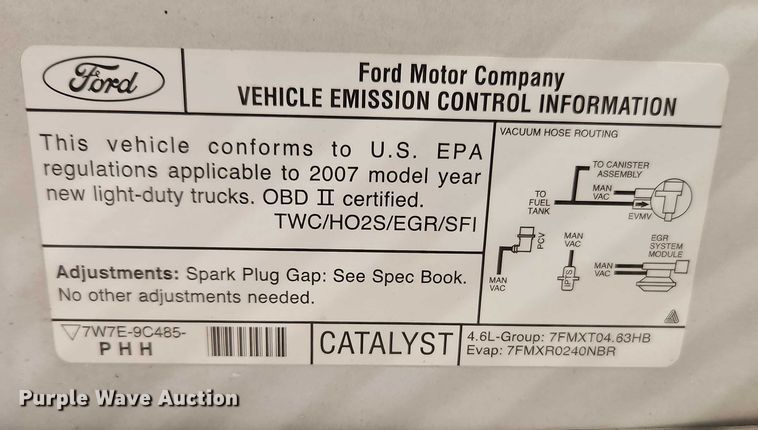 Ford
Ford Motor Company
VEHICLE EMISSION CONTROL INFORMATION
This vehicle conforms to U.S. EPA
regulations applicable to 2007 model year
new light-duty trucks. OBD II certified.
TWC/HO2S/EGR/SFI
Adjustments: Spark Plug Gap: See Spec Book.
No other adjustments needed.
VACUUM HOSE ROUTING
TO CANISTER
ASSEMBLY
MAN
VAC
TO
FUEL
TANK
EVMV
PCV
MAN
VAC
MAN
VAC
IPTS
EGR
SYSTEM
MODULE
MAN
VAC
7W7E-9C485-
PHH
CATALYST
4.6L-Group: 7FMXT04.63HB
Evap: 7FMXR0240NBR
Purple Wave Auction